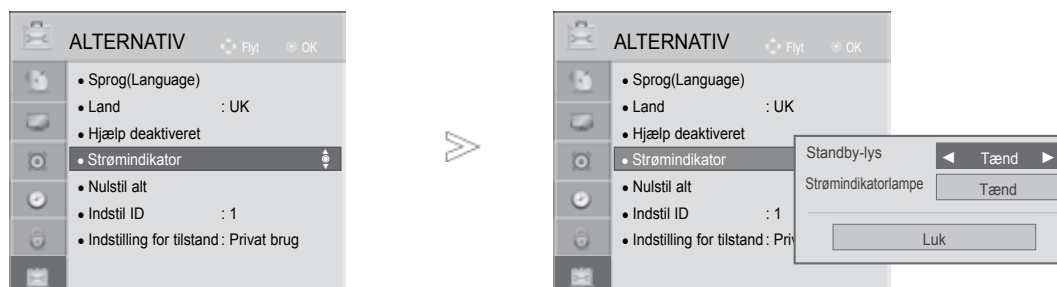 ALTERNATIV Flyt OK
• Sprog(Language)
• Land : UK
• Hjælp deaktiveret
• Strømindikator
• Nulstil alt
• Indstil ID : 1
• Indstilling for tilstand : Privat brug
ALTERNATIV Flyt OK
• Sprog(Language)
• Land : UK
• Hjælp deaktiveret
• Strømindikator
• Nulstil alt
• Indstil ID : 1
• Indstilling for tilstand : Priv
Standby-lys ◀ Tænd ▶
Strømindikatorlampe Tænd
Luk